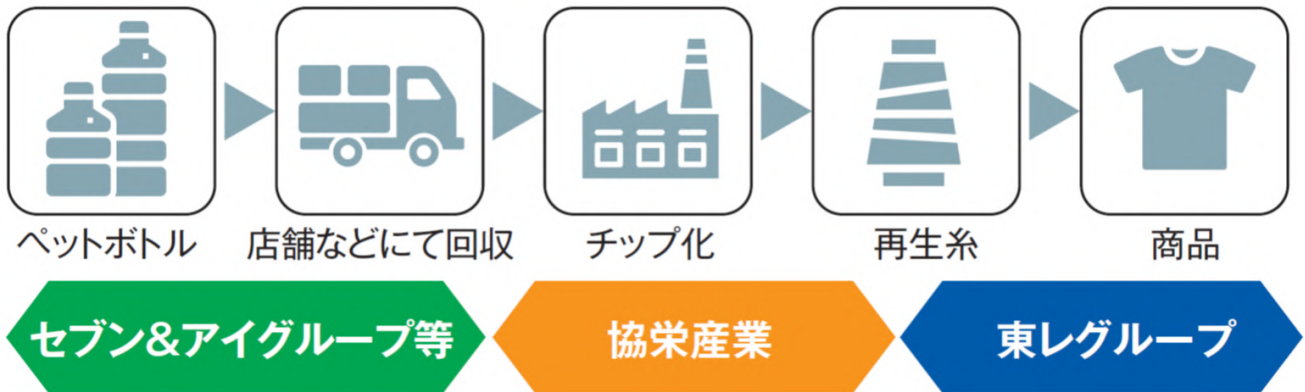 ペットボトル
店舗などにて回収
チップ化
再生糸
商品
セブン&アイグループ等
協栄産業
東レグループ